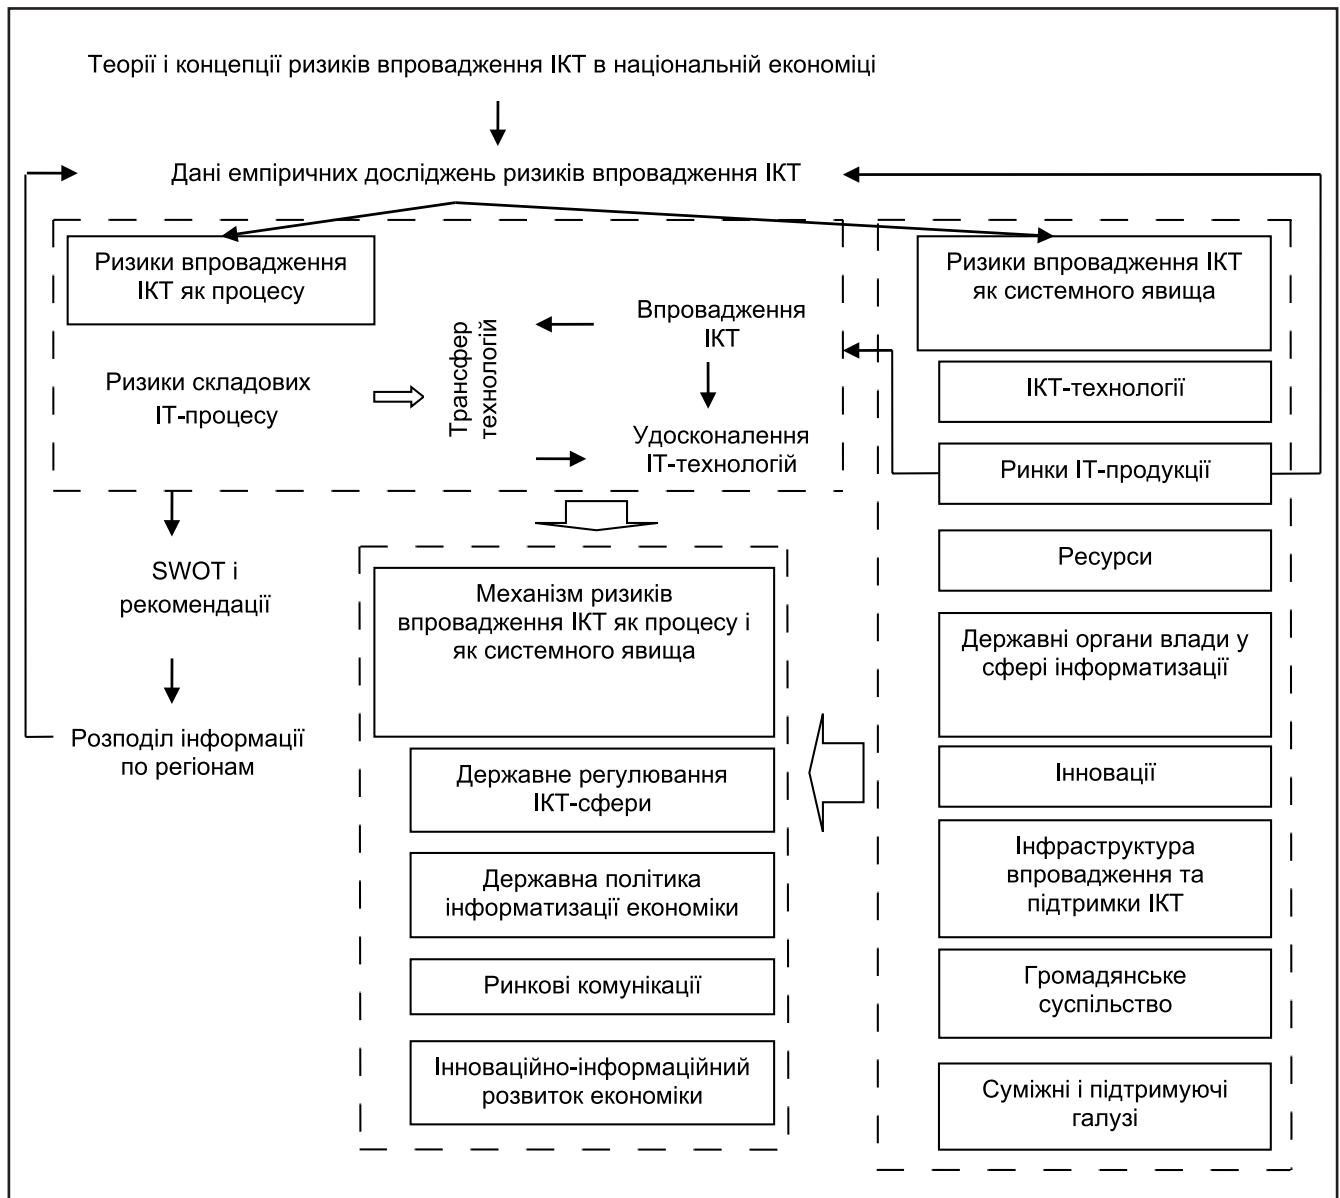 Теорії і концепції ризиків впровадження ІКТ в національній економіці
Дані емпіричних досліджень ризиків впровадження ІКТ
Ризики впровадження
ІКТ як процесу
Ризики складових
ІТ-процесу
Трансфер
технологій
Впровадження
ІКТ
Удосконалення
ІТ-технологій
SWOT і
рекомендації
Розподіл інформації
по регіонам
Механізм ризиків
впровадження ІКТ як процесу і
як системного явища
Державне регулювання
ІКТ-сфери
Державна політика
інформатизації економіки
Ринкові комунікації
Інноваційно-інформаційний
розвиток економіки
Ризики впровадження ІКТ
як системного явища
ІКТ-технології
Ринки ІТ-продукції
Ресурси
Державні органи влади у
сфері інформатизації
Інновації
Інфраструктура
впровадження та
підтримки ІКТ
Громадянське
суспільство
Суміжні і підтримуючі
галузі